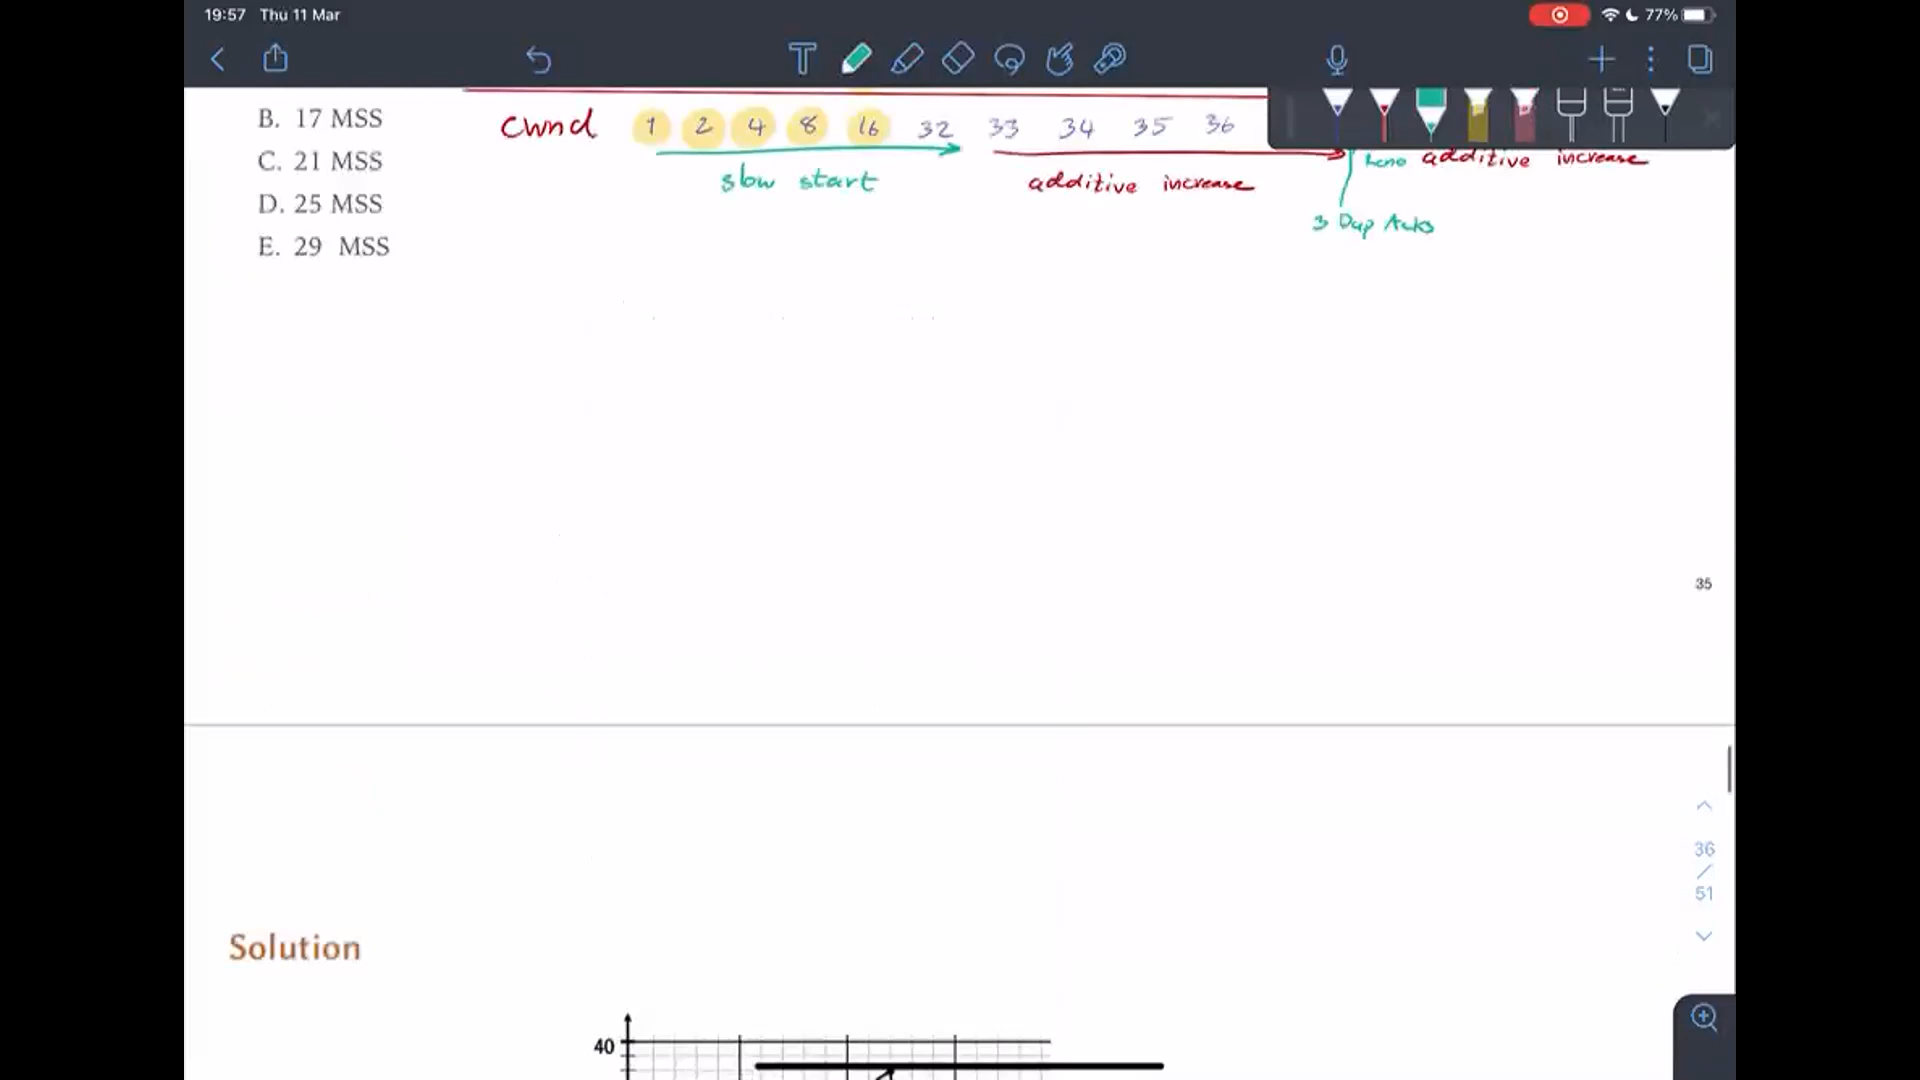 19:57 Thu 11 Mar 77%
B. 17 MSS
cwnd 1 2 4 8 16 32 33 34 35 36
C. 21 MSS
additive increase
slow start
additive increase
D. 25 MSS
3 Dup Acks
E. 29 MSS
35
36
/
51
Solution
40